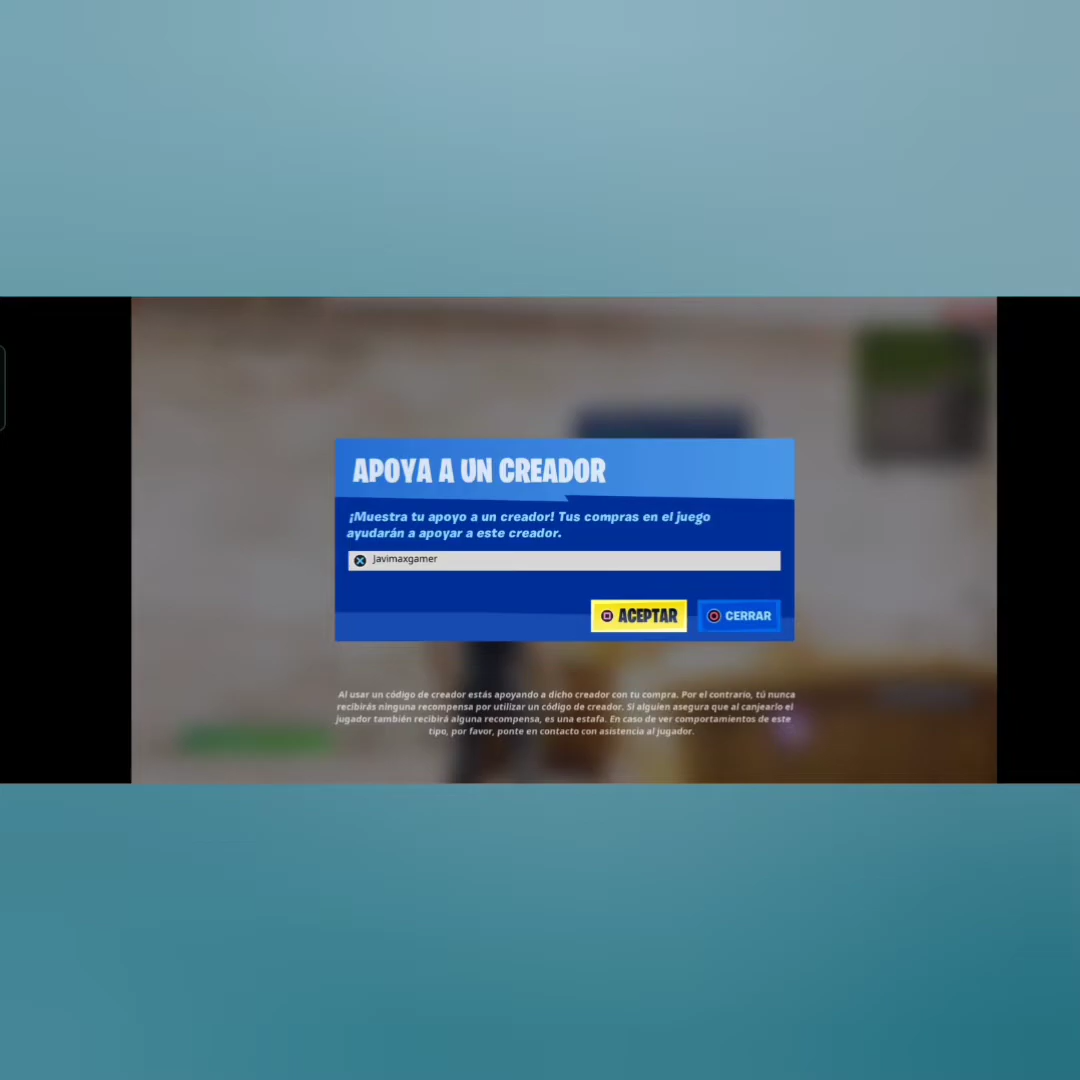 APOYA A UN CREADOR
¡Muestra tu apoyo a un creador! Tus compras en el juego
ayudarán a apoyar a este creador.
Javimaxgamer
ACEPTAR
CERRAR
Al usar un código de creador estás apoyando a dicho creador con tu compra. Por el contrario, tú nunca
recibirás ninguna recompensa por utilizar un código de creador. Si alguien asegura que al canjearlo el
jugador también recibirá alguna recompensa, es una estafa. En caso de ver comportamientos de este
tipo, por favor, ponte en contacto con asistencia al jugador.